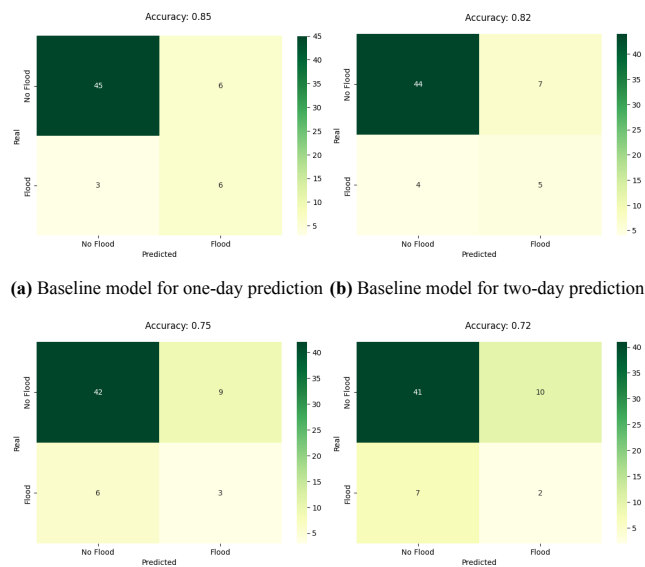 Accuracy: 0.85
45
6
3
6
No Flood
Flood
Real
No Flood
Flood
Predicted
45
40
35
30
25
20
15
10
5
Accuracy: 0.82
44
7
4
5
No Flood
Flood
Real
No Flood
Flood
Predicted
40
35
30
25
20
15
10
5
(a) Baseline model for one-day prediction
(b) Baseline model for two-day prediction
Accuracy: 0.75
42
9
6
3
No Flood
Flood
Real
No Flood
Flood
Predicted
40
35
30
25
20
15
10
5
Accuracy: 0.72
41
10
7
2
No Flood
Flood
Real
No Flood
Flood
Predicted
40
35
30
25
20
15
10
5